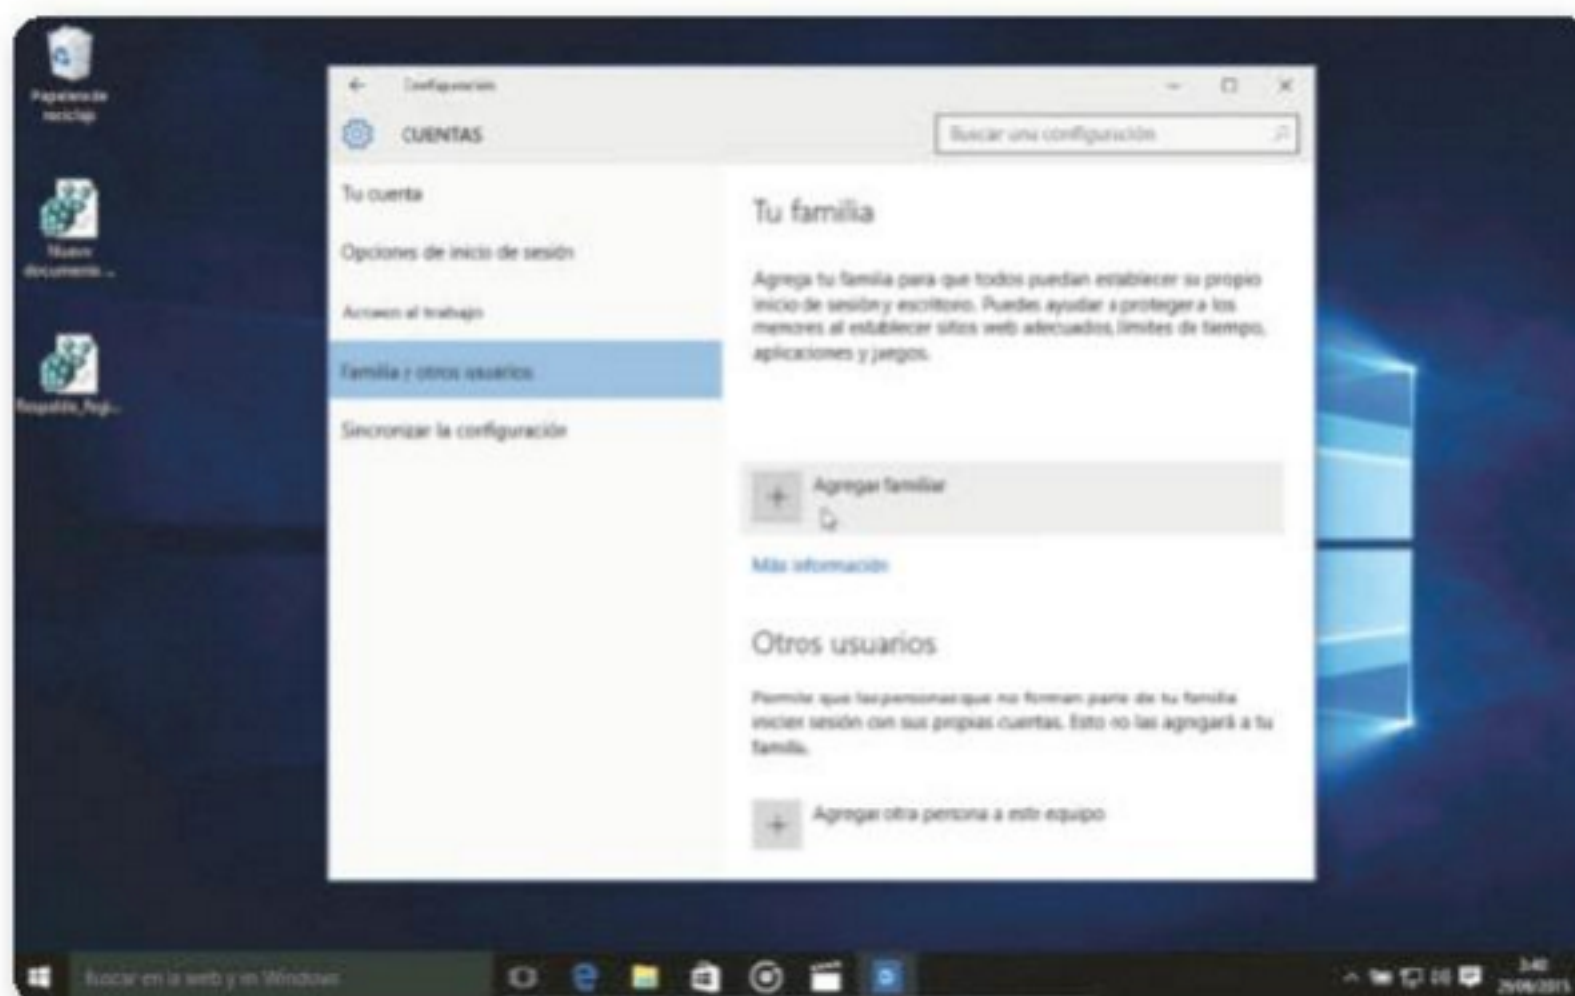 Papelera de
reciclaje
Nuevo
documento ...
Respaldo_Regi...
Configuración
CUENTAS
Buscar una configuración
Tu cuenta
Opciones de inicio de sesión
Acceso al trabajo
Familia y otros usuarios
Sincronizar la configuración
Tu familia
Agrega tu familia para que todos puedan establecer su propio
inicio de sesión y escritorio. Puedes ayudar a proteger a los
menores al establecer sitios web adecuados, límites de tiempo,
aplicaciones y juegos.
Agregar familiar
Más información
Otros usuarios
Permite que las personas que no forman parte de tu familia
inicien sesión con sus propias cuentas. Esto no las agregará a tu
familia.
Agregar otra persona a este equipo
Buscar en la web y en Windows
3:40